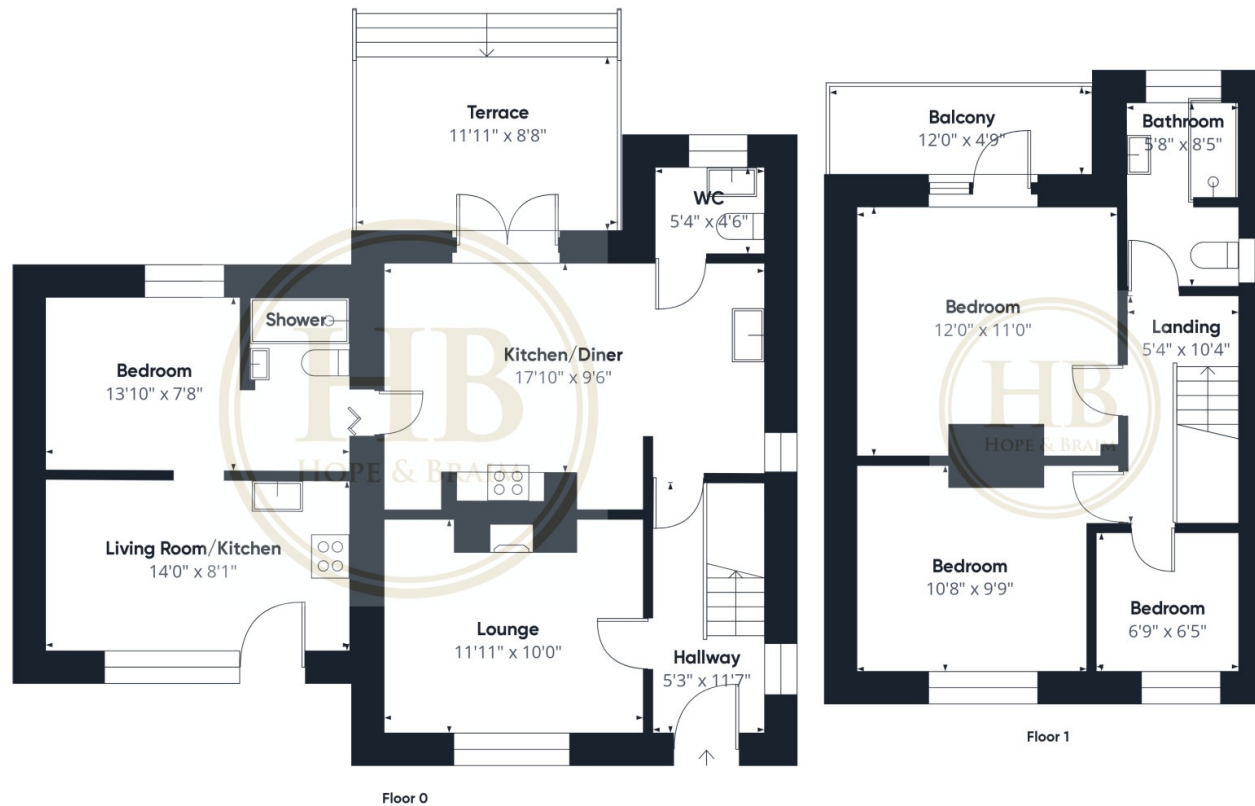 Terrace
11'11" x 8'8"
WC
5'4" x 4'6"
Shower
Bedroom
13'10" x 7'8"
Kitchen/Diner
17'10" x 9'6"
HB
HOPE & BRAIM
Living Room/Kitchen
14'0" x 8'1"
Lounge
11'11" x 10'0"
Hallway
5'3" x 11'7"
Floor 0
Balcony
12'0" x 4'9"
Bathroom
5'8" x 8'5"
Bedroom
12'0" x 11'0"
Landing
5'4" x 10'4"
HB
HOPE & BRAIM
Bedroom
10'8" x 9'9"
Bedroom
6'9" x 6'5"
Floor 1